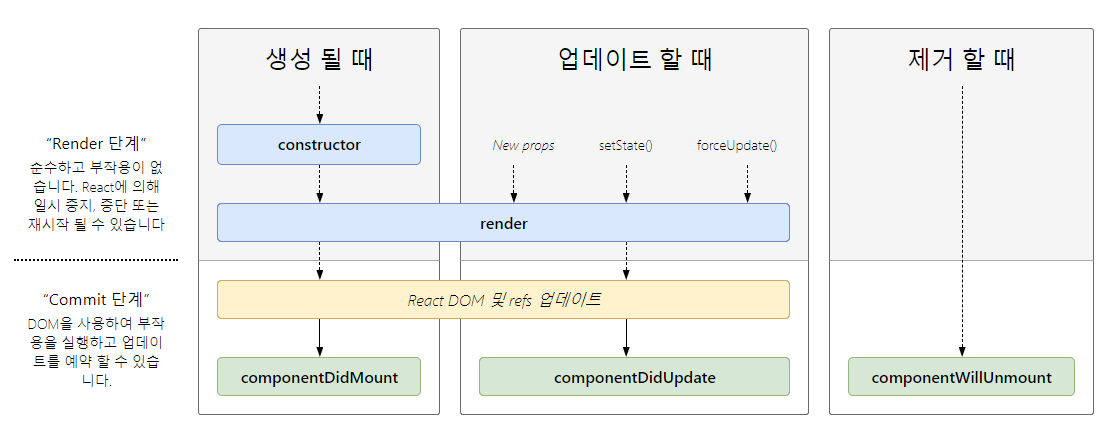 생성 될 때
업데이트 할 때
제거 할 때
“Render 단계”
순수하고 부작용이 없
습니다. React에 의해
일시 중지, 중단 또는
재시작 될 수 있습니다
constructor
New props
setState()
forceUpdate()
render
“Commit 단계”
DOM을 사용하여 부작
용을 실행하고 업데이
트를 예약 할 수 있습
니다.
React DOM 및 refs 업데이트
componentDidMount
componentDidUpdate
componentWillUnmount